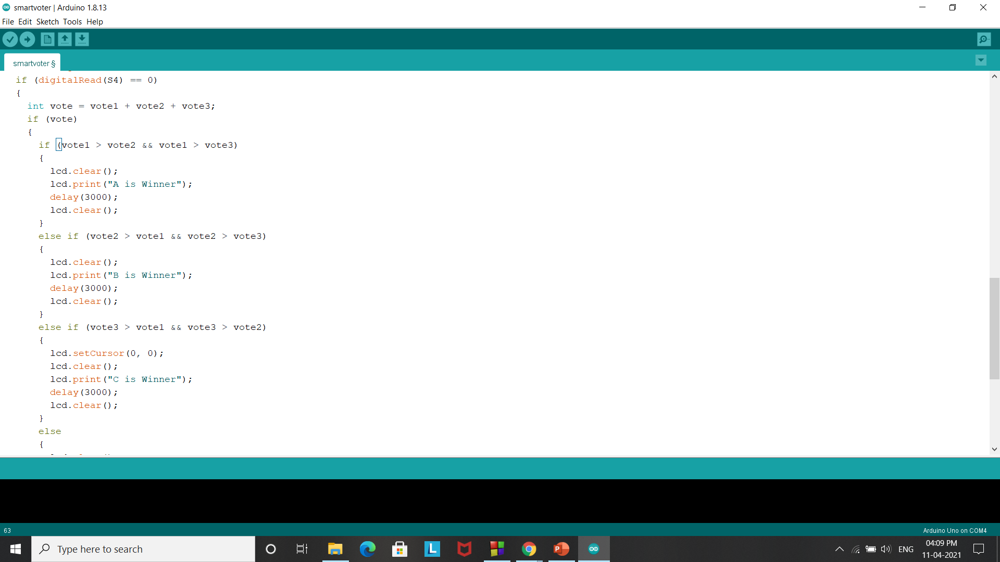 smartvoter | Arduino 1.8.13
File Edit Sketch Tools Help
smartvoter §
if (digitalRead(S4) == 0)
{
int vote = vote1 + vote2 + vote3;
if (vote)
{
if (vote1 > vote2 && vote1 > vote3)
{
lcd.clear();
lcd.print("A is Winner");
delay(3000);
lcd.clear();
}
else if (vote2 > vote1 && vote2 > vote3)
{
lcd.clear();
lcd.print("B is Winner");
delay(3000);
lcd.clear();
}
else if (vote3 > vote1 && vote3 > vote2)
{
lcd.setCursor(0, 0);
lcd.clear();
lcd.print("C is Winner");
delay(3000);
lcd.clear();
}
else
{
63
Arduino Uno on COM4
Type here to search
L
P
ENG
04:09 PM
11-04-2021